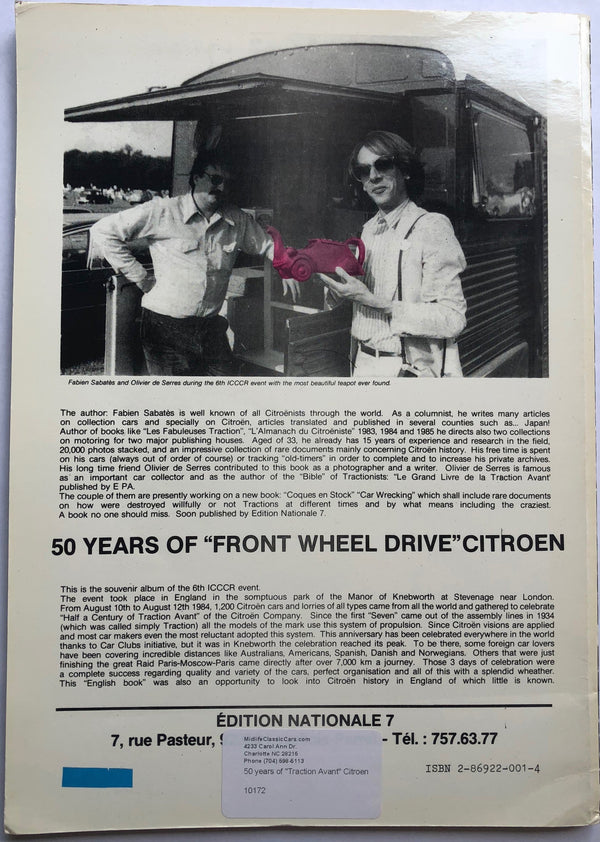 Fabien Sabatès and Olivier de Serres during the 6th ICCCR event with the most beautiful teapot ever found.
The author: Fabien Sabatès is well known of all Citroënists through the world. As a columnist, he writes many articles
on collection cars and specially on Citroën, articles translated and published in several counties such as... Japan!
Author of books like "Les Fabuleuses Traction", "L'Almanach du Citroëniste" 1983, 1984 and 1985 he directs also two collections
on motoring for two major publishing houses. Aged of 33, he already has 15 years of experience and research in the field,
20,000 photos stacked, and an impressive collection of rare documents mainly concerning Citroën history. His free time is spent
on his cars (always out of order of course) or tracking "old-timers" in order to complete and to increase his private archives.
His long time friend Olivier de Serres contributed to this book as a photographer and a writer. Olivier de Serres is famous
as an important car collector and as the author of the "Bible" of Tractionists: "Le Grand Livre de la Traction Avant'
published by E PA.
The couple of them are presently working on a new book: "Coques en Stock" "Car Wrecking" which shall include rare documents
on how were destroyed willfully or not Tractions at different times and by what means including the craziest.
A book no one should miss. Soon published by Edition Nationale 7.
50 YEARS OF "FRONT WHEEL DRIVE" CITROEN
This is the souvenir album of the 6th ICCCR event.
The event took place in England in the somptuous park of the Manor of Knebworth at Stevenage near London.
From August 10th to August 12th 1984, 1,200 Citroën cars and lorries of all types came from all the world and gathered to celebrate
"Half a Century of Traction Avant" of the Citroën Company. Since the first "Seven" came out of the assembly lines in 1934
(which was called simply Traction) all the models of the mark use this system of propulsion. Since Citroën visions are applied
and most car makers even the most reluctant adopted this system. This anniversary has been celebrated everywhere in the world
thanks to Car Clubs initiative, but it was in Knebworth the celebration reached its peak. To be there, some foreign car lovers
have been covering incredible distances like Australians, Americans, Spanish, Danish and Norwegians. Others that were just
finishing the great Raid Paris-Moscow-Paris came directly after over 7,000 km a journey. Those 3 days of celebration were
a complete success regarding quality and variety of the cars, perfect organisation and all of this with a splendid wheather.
This "English book" was also an opportunity to look into Citroën history in England of which little is known.
ÉDITION NATIONALE 7
7, rue Pasteur, - Tél. : 757.63.77
MidlifeClassicCars.com
4233 Carol Ann Dr.
Charlotte NC 28215
Phone (704) 598-6113
50 years of "Traction Avant" Citroen
10172
ISBN 2-86922-001-4